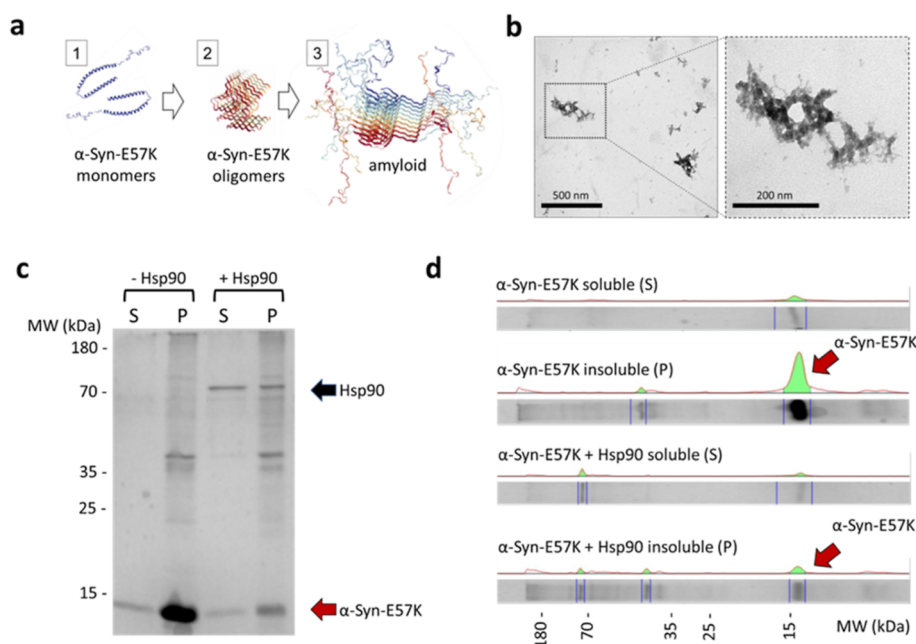 a
1
2
3
α-Syn-E57K
monomers
α-Syn-E57K
oligomers
amyloid
b
500 nm
200 nm
c
- Hsp90
+ Hsp90
S
P
S
P
MW (kDa)
180 -
70 -
35 -
25 -
15 -
Hsp90
α-Syn-E57K
d
α-Syn-E57K soluble (S)
α-Syn-E57K
α-Syn-E57K insoluble (P)
α-Syn-E57K + Hsp90 soluble (S)
α-Syn-E57K
α-Syn-E57K + Hsp90 insoluble (P)
180 -
70 -
35 -
25 -
15 -
MW (kDa)